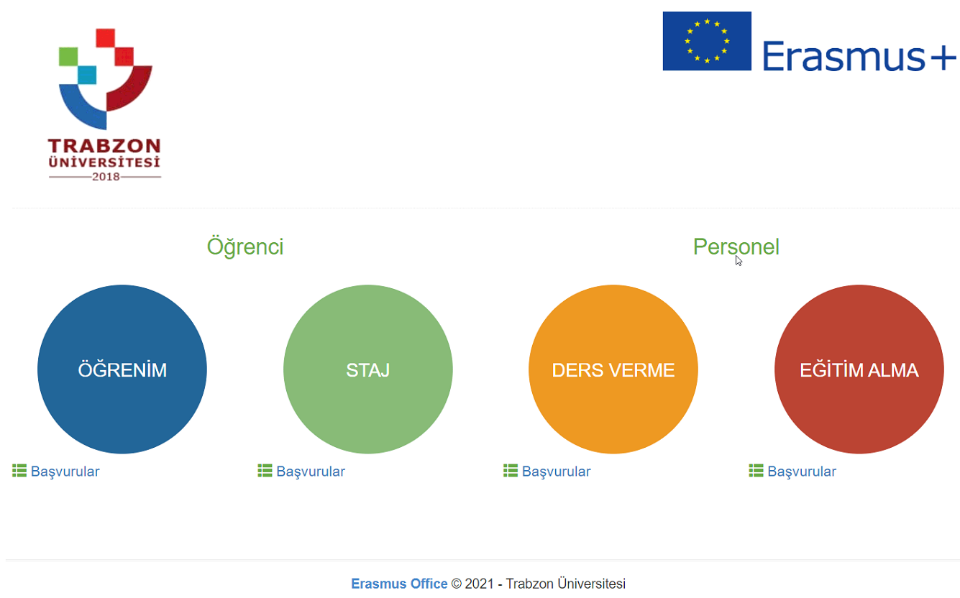 TRABZON
ÜNİVERSİTESİ
2018
Erasmus+
Öğrenci
Personel
ÖĞRENİM
STAJ
DERS VERME
EĞİTİM ALMA
Başvurular
Başvurular
Başvurular
Başvurular
Erasmus Office © 2021 - Trabzon Üniversitesi